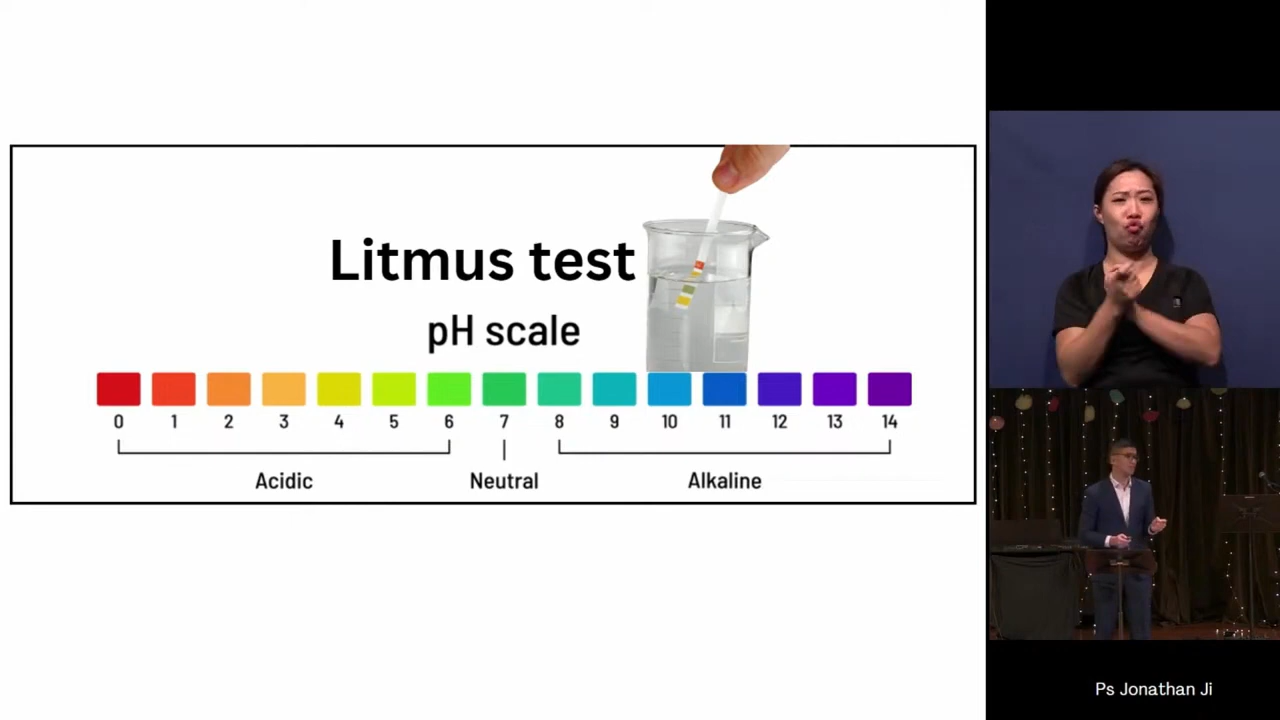 Litmus test
pH scale
0 1 2 3 4 5 6 7 8 9 10 11 12 13 14
Acidic Neutral Alkaline
Ps Jonathan Ji